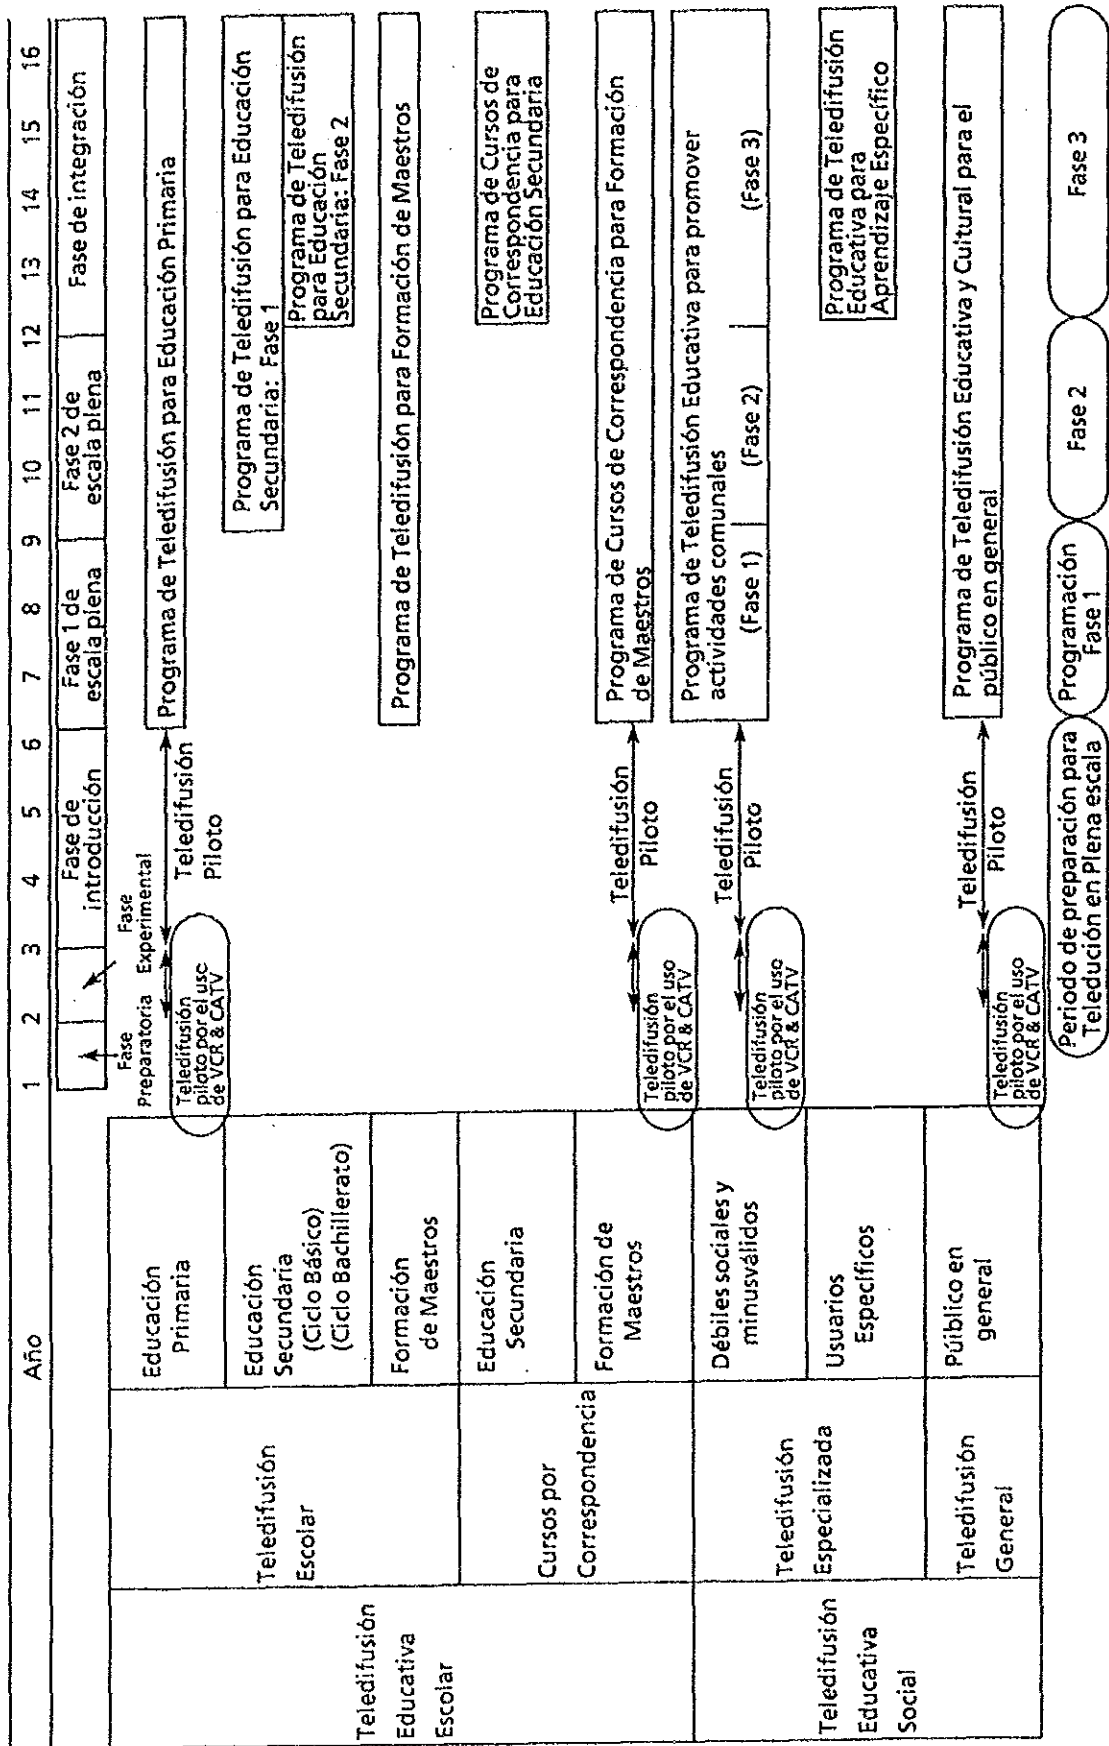 Año 1 2 3 4 5 6 7 8 9 10 11 12 13 14 15 16
Fase de
introducción
Fase 1 de
escala plena
Fase 2 de
escala plena
Fase de integración
Fase
Preparatoria
Fase
Experimental
Teledifusión
Educativa
Escolar
Teledifusión
Escolar
Educación
Primaria
Teledifusión
piloto por el uso
de VCR & CATV
Teledifusión
Piloto
Programa de Teledifusión para Educación Primaria
Educación
Secundaría
(Ciclo Básico)
(Ciclo Bachillerato)
Programa de Teledifusión para Educación
Secundaria: Fase 1
Programa de Teledifusión
para Educación
Secundaria: Fase 2
Formación
de Maestros
Programa de Teledifusión para Formación de Maestros
Cursos por
Correspondencia
Educación
Secundaria
Programa de Cursos de
Correspondencia para
Educación Secundaria
Formación de
Maestros
Teledifusión
piloto por el uso
de VCR & CATV
Teledifusión
Piloto
Programa de Cursos de Correspondencia para Formación
de Maestros
Teledifusión
Educativa
Social
Teledifusión
Especializada
Débiles sociales y
minusválidos
Teledifusión
piloto por el uso
de VCR & CATV
Teledifusión
Piloto
Programa de Teledifusión Educativa para promover
actividades comunales
(Fase 1) (Fase 2) (Fase 3)
Usuarios
Específicos
Programa de Teledifusión
Educativa para
Aprendizaje Específico
Teledifusión
General
Púiblico en
general
Teledifusión
piloto por el uso
de VCR & CATV
Teledifusión
Piloto
Programa de Teledifusión Educativa y Cultural para el
público en general
Periodo de preparación para
Teledución en Plena escala
Programación
Fase 1
Fase 2
Fase 3